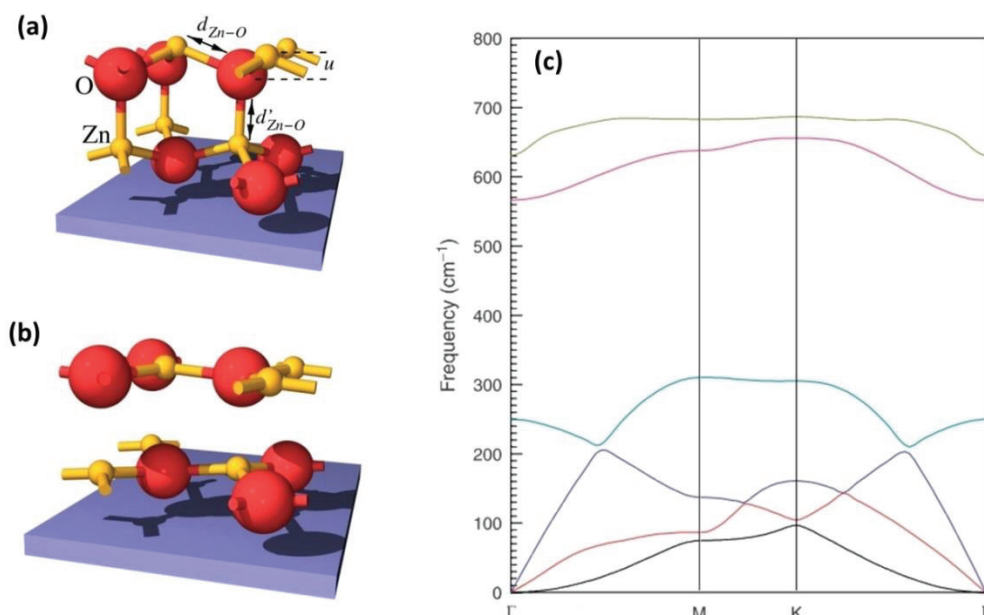 (a)
d_{Zn–O}
u
O
d'_{Zn–O}
Zn
(b)
(c)
800
700
600
500
400
300
200
100
0
Frequency (cm⁻¹)
Γ M K